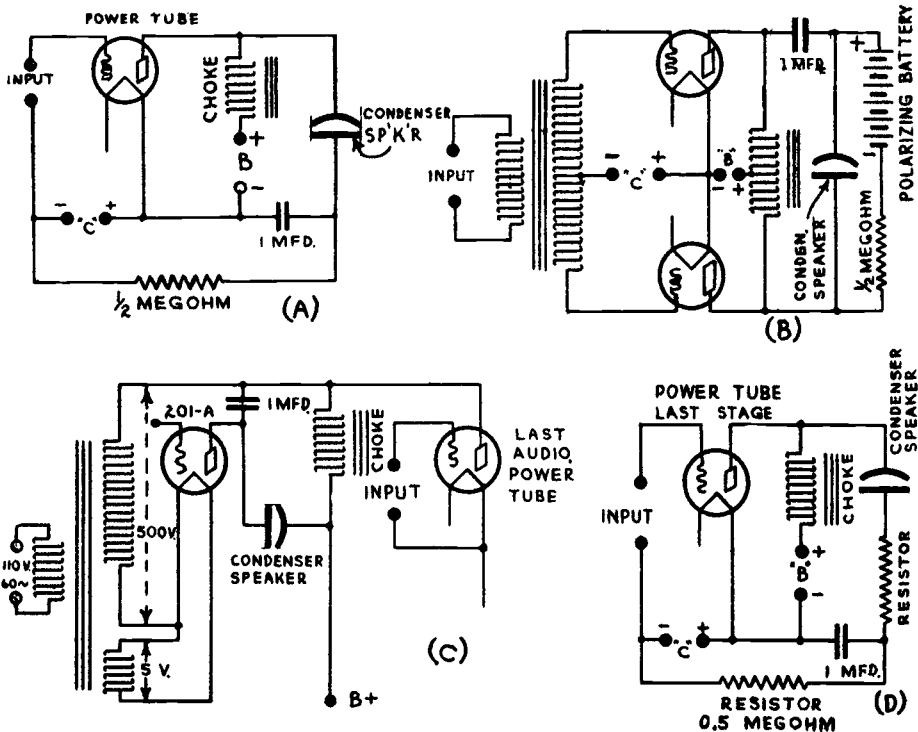 POWER TUBE
INPUT
CHOKE
+
B
-
CONDENSER
SP'K'R
- "C" +
1 MFD.
1/2 MEGOHM
(A)
INPUT
- "C" +
"B"
- +
1 MFD.
+
-
POLARIZING BATTERY
CONDEN.
SPEAKER
1/2 MEGOHM
(B)
110 V.
60~
500V.
5 V.
201-A
1 MFD.
CONDENSER
SPEAKER
CHOKE
INPUT
LAST
AUDIO,
POWER
TUBE
B+
(C)
POWER TUBE
LAST STAGE
INPUT
CHOKE
+
"B"
-
CONDENSER
SPEAKER
RESISTOR
- "C" +
1 MFD.
RESISTOR
0.5 MEGOHM
(D)